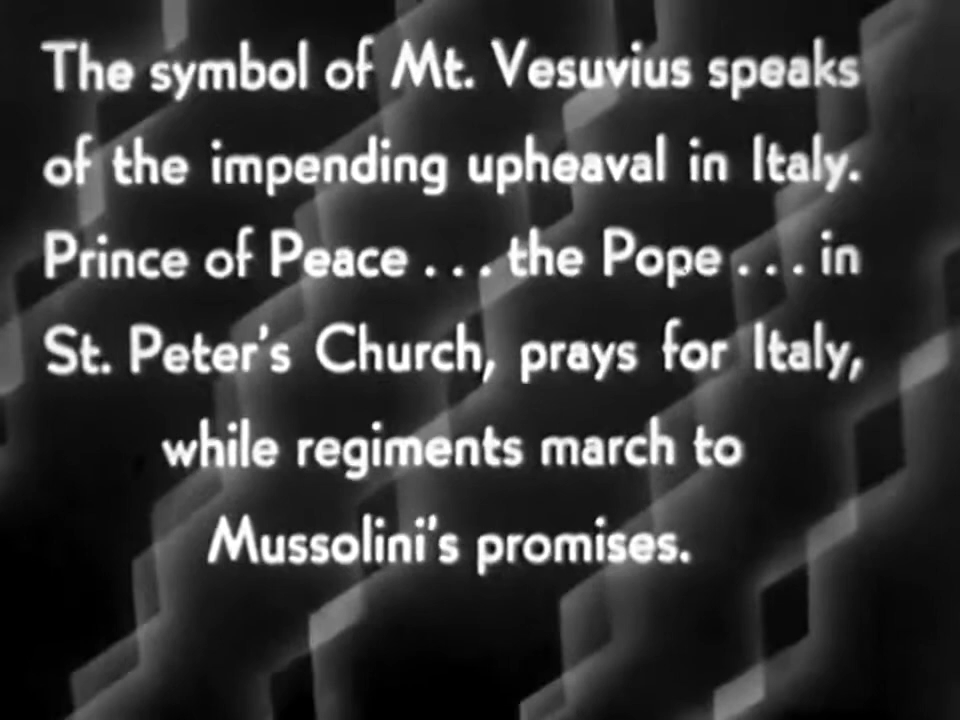 The symbol of Mt. Vesuvius speaks
of the impending upheaval in Italy.
Prince of Peace . . . the Pope . . . in
St. Peter's Church, prays for Italy,
while regiments march to
Mussolini's promises.